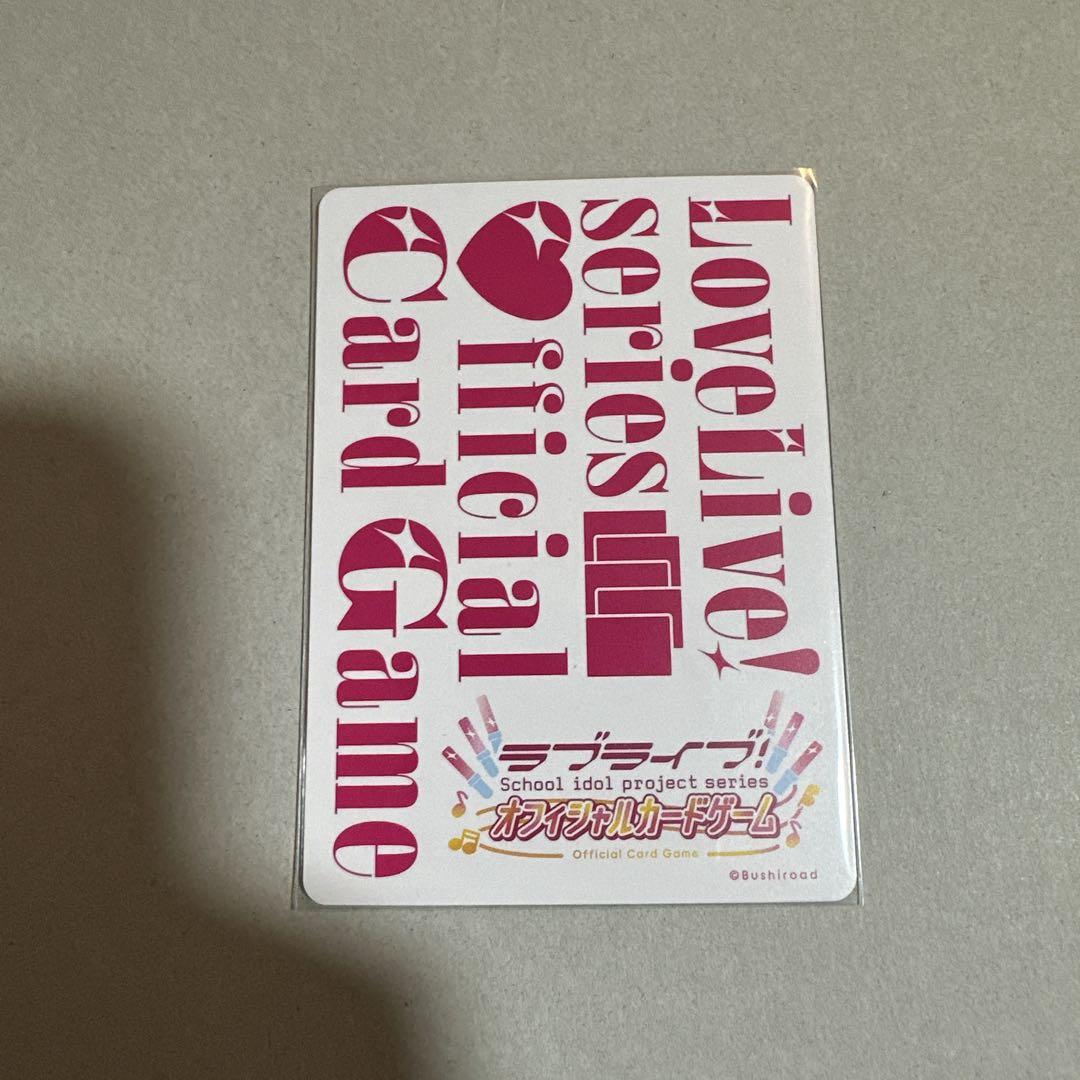 LoveLive!
series
Official
Card Game
ラブライブ!
School idol project series
オフィシャルカードゲーム
Official Card Game
©Bushiroad